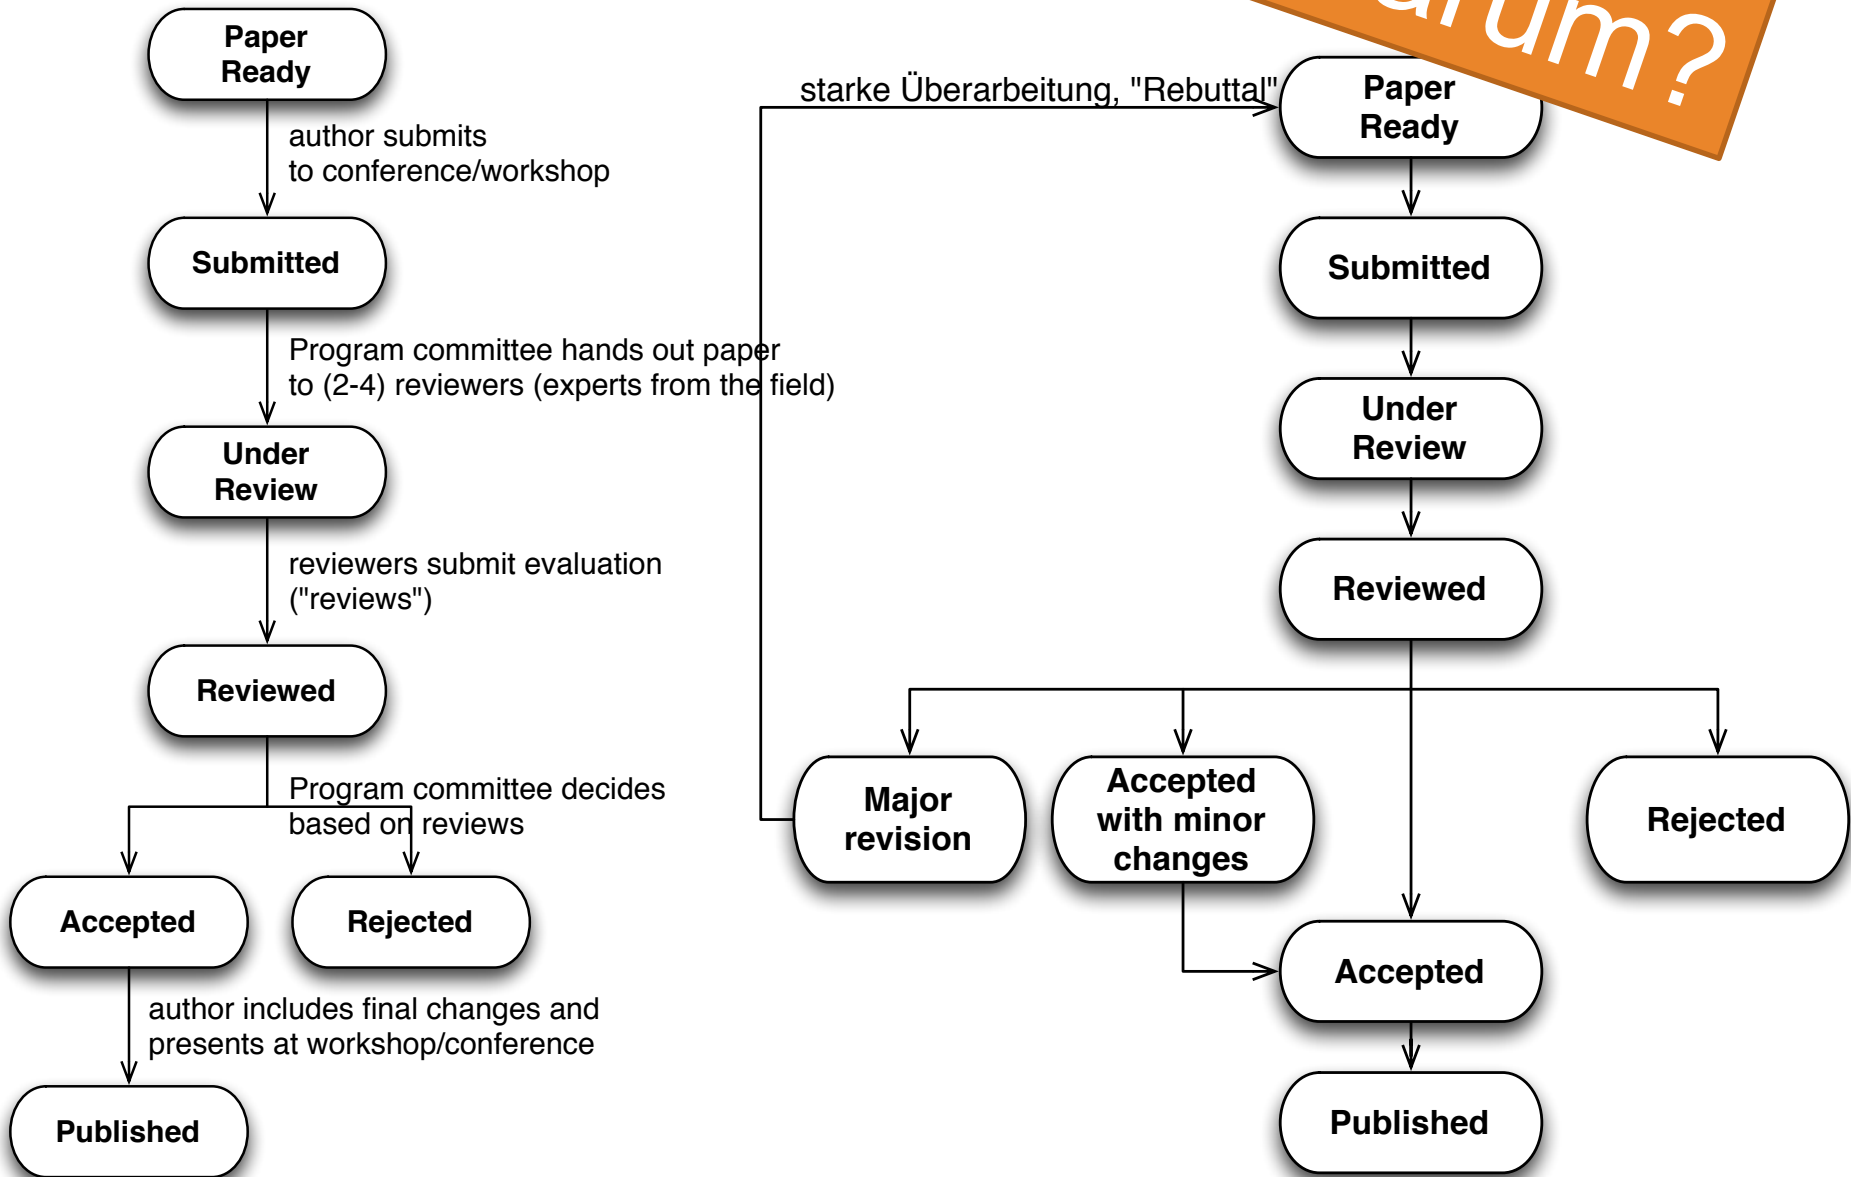 Paper
Ready
author submits
to conference/workshop
Submitted
Program committee hands out paper
to (2-4) reviewers (experts from the field)
Under
Review
reviewers submit evaluation
("reviews")
Reviewed
Program committee decides
based on reviews
Accepted
Rejected
author includes final changes and
presents at workshop/conference
Published
starke Überarbeitung, "Rebuttal"
Paper
Ready
Submitted
Under
Review
Reviewed
Major
revision
Accepted
with minor
changes
Rejected
Accepted
Published